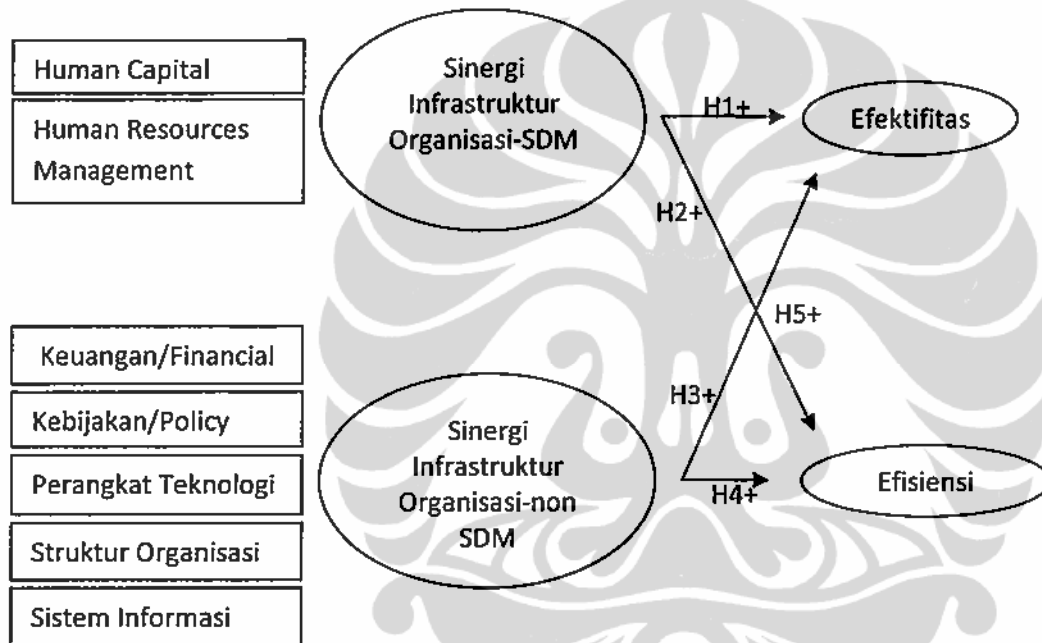 Human Capital
Human Resources
Management
Sinergi
Infrastruktur
Organisasi-SDM
H1+
Efektifitas
H2+
H5+
Keuangan/Financial
Kebijakan/Policy
Perangkat Teknologi
Struktur Organisasi
Sistem Informasi
H3+
Sinergi
Infrastruktur
Organisasi-non
SDM
H4+
Efisiensi